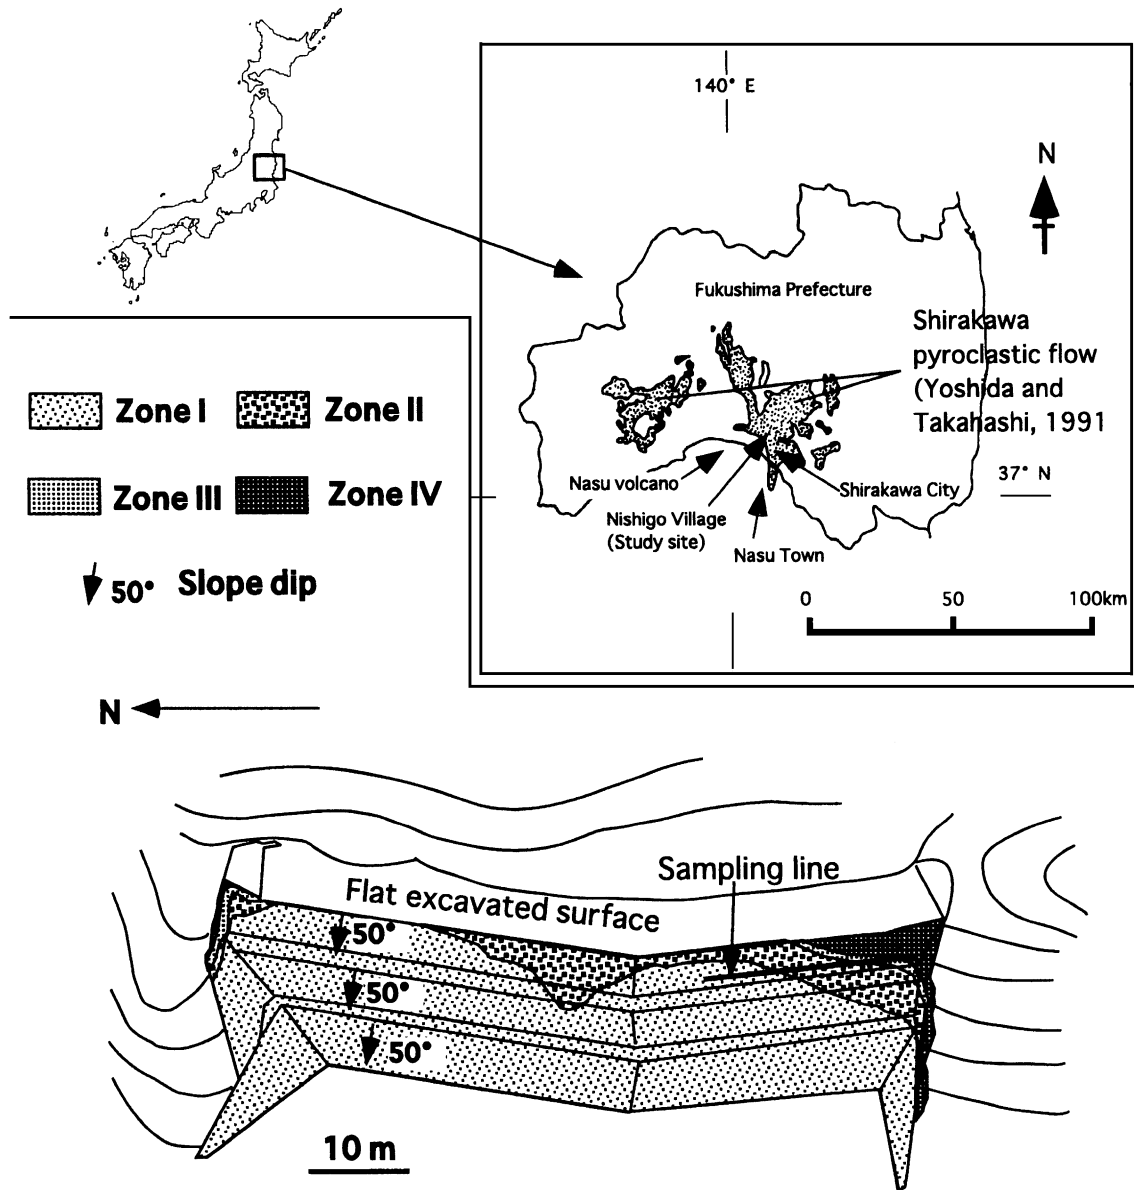 140° E
N
Fukushima Prefecture
Shirakawa
pyroclastic flow
(Yoshida and
Takahashi, 1991
Zone I
Zone II
37° N
Nasu volcano
Shirakawa City
Zone III
Zone IV
Nishigo Village
(Study site)
Nasu Town
50° Slope dip
0 50 100km
N
Sampling line
Flat excavated surface
50°
50°
50°
10 m